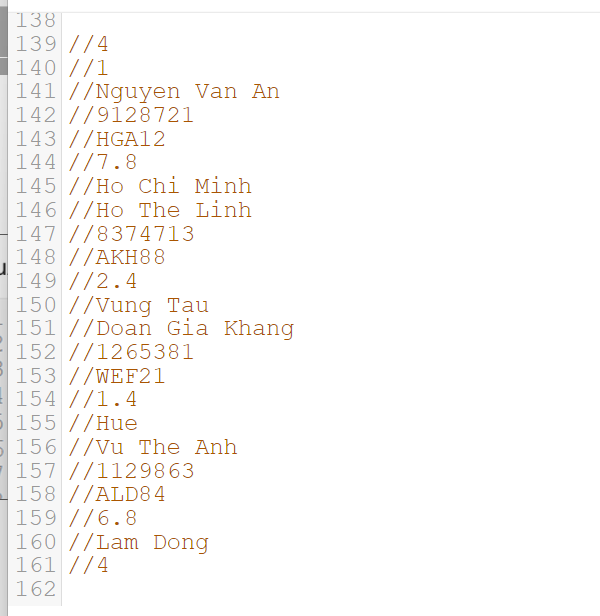 138
139 //4
140 //1
141 //Nguyen Van An
142 //9128721
143 //HGA12
144 //7.8
145 //Ho Chi Minh
146 //Ho The Linh
147 //8374713
148 //AKH88
149 //2.4
150 //Vung Tau
151 //Doan Gia Khang
152 //1265381
153 //WEF21
154 //1.4
155 //Hue
156 //Vu The Anh
157 //1129863
158 //ALD84
159 //6.8
160 //Lam Dong
161 //4
162